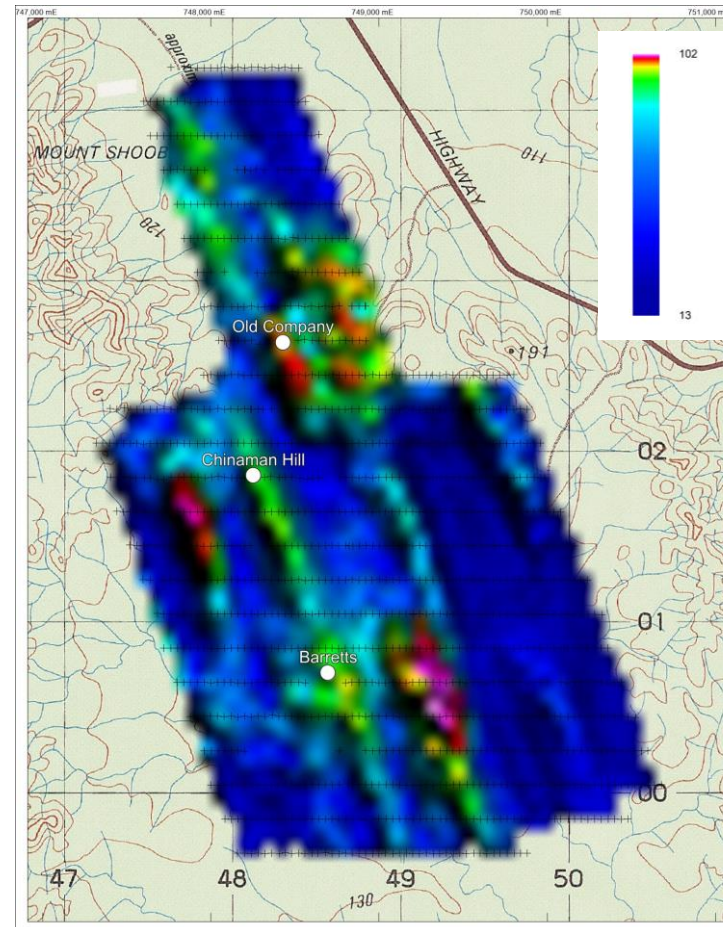 747,000 mE 748,000 mE 749,000 mE 750,000 mE 751,000 m
approxim
102
MOUNT SHOOB
HIGHWAY
110
120
13
Old Company
191
02
Chinaman Hill
01
Barretts
00
47 48 49 50
130